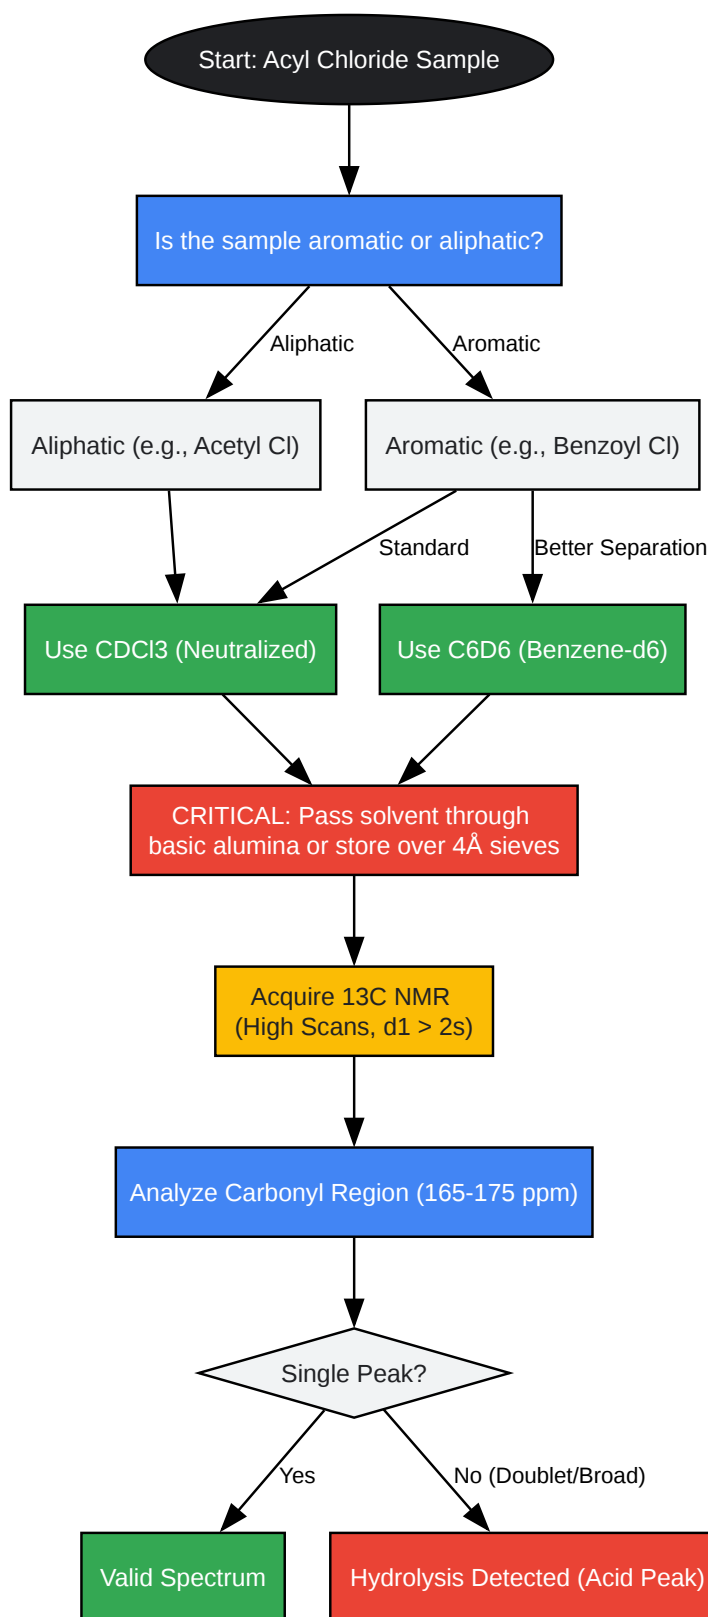 Start: Acyl Chloride Sample
Is the sample aromatic or aliphatic?
Aliphatic
Aromatic
Aliphatic (e.g., Acetyl Cl)
Aromatic (e.g., Benzoyl Cl)
Standard
Better Separation
Use CDCl3 (Neutralized)
Use C6D6 (Benzene-d6)
CRITICAL: Pass solvent through
basic alumina or store over 4Å sieves
Acquire 13C NMR
(High Scans, d1 > 2s)
Analyze Carbonyl Region (165-175 ppm)
Single Peak?
Yes
No (Doublet/Broad)
Valid Spectrum
Hydrolysis Detected (Acid Peak)